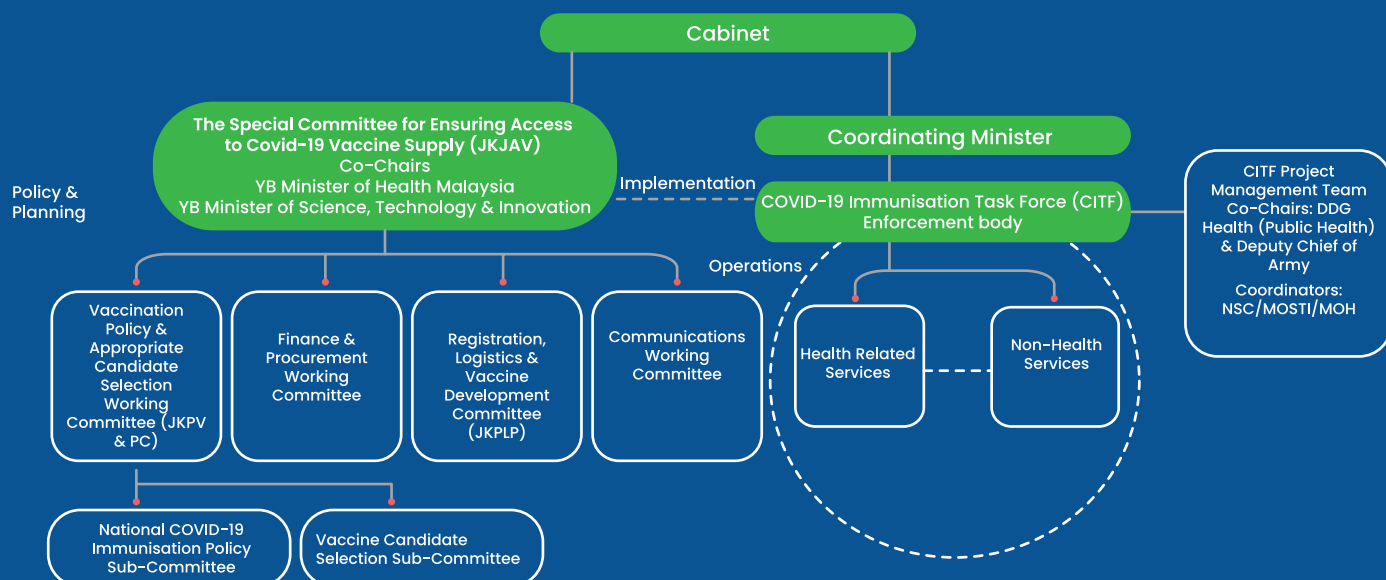 Cabinet
The Special Committee for Ensuring Access
to Covid-19 Vaccine Supply (JKJAV)
Co-Chairs
YB Minister of Health Malaysia
YB Minister of Science, Technology & Innovation
Coordinating Minister
Policy &
Planning
Implementation
COVID-19 Immunisation Task Force (CITF)
Enforcement body
CITF Project
Management Team
Co-Chairs: DDG
Health (Public Health)
& Deputy Chief of
Army
Coordinators:
NSC/MOSTI/MOH
Operations
Vaccination
Policy &
Appropriate
Candidate
Selection
Working
Committee (JKPV
& PC)
Finance &
Procurement
Working
Committee
Registration,
Logistics &
Vaccine
Development
Committee
(JKPLP)
Communications
Working
Committee
Health Related
Services
Non-Health
Services
National COVID-19
Immunisation Policy
Sub-Committee
Vaccine Candidate
Selection Sub-Committee